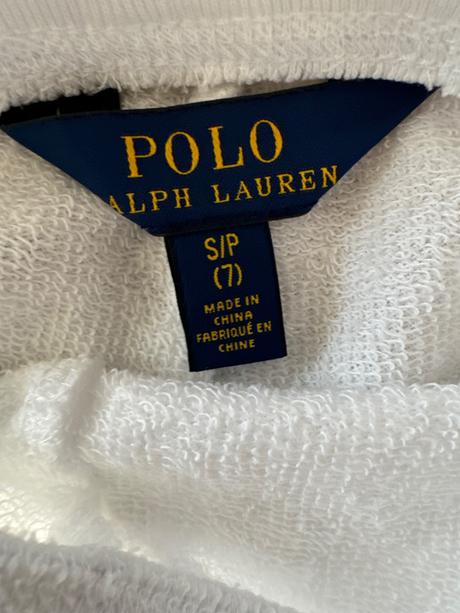 POLO
ALPH LAUREN
S/P
(7)
MADE IN
CHINA
FABRIQUÉ EN
CHINE